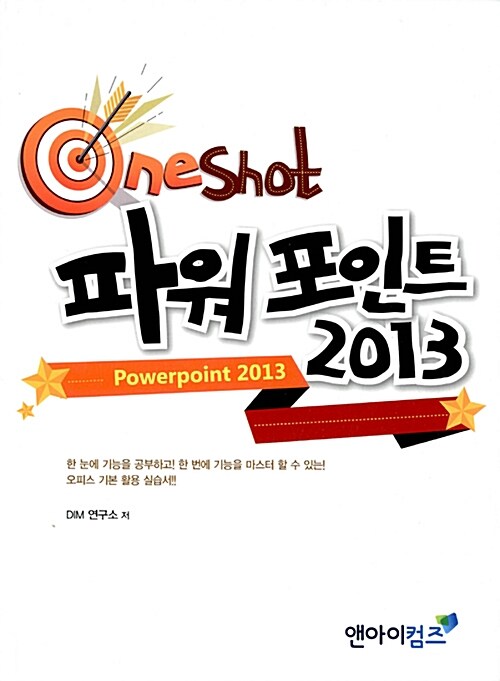 OneShot
파워 포인트
2013
Powerpoint 2013
한 눈에 기능을 공부하고! 한 번에 기능을 마스터 할 수 있는!
오피스 기본 활용 실습서!!
DIM 연구소 저
앤아이컴즈